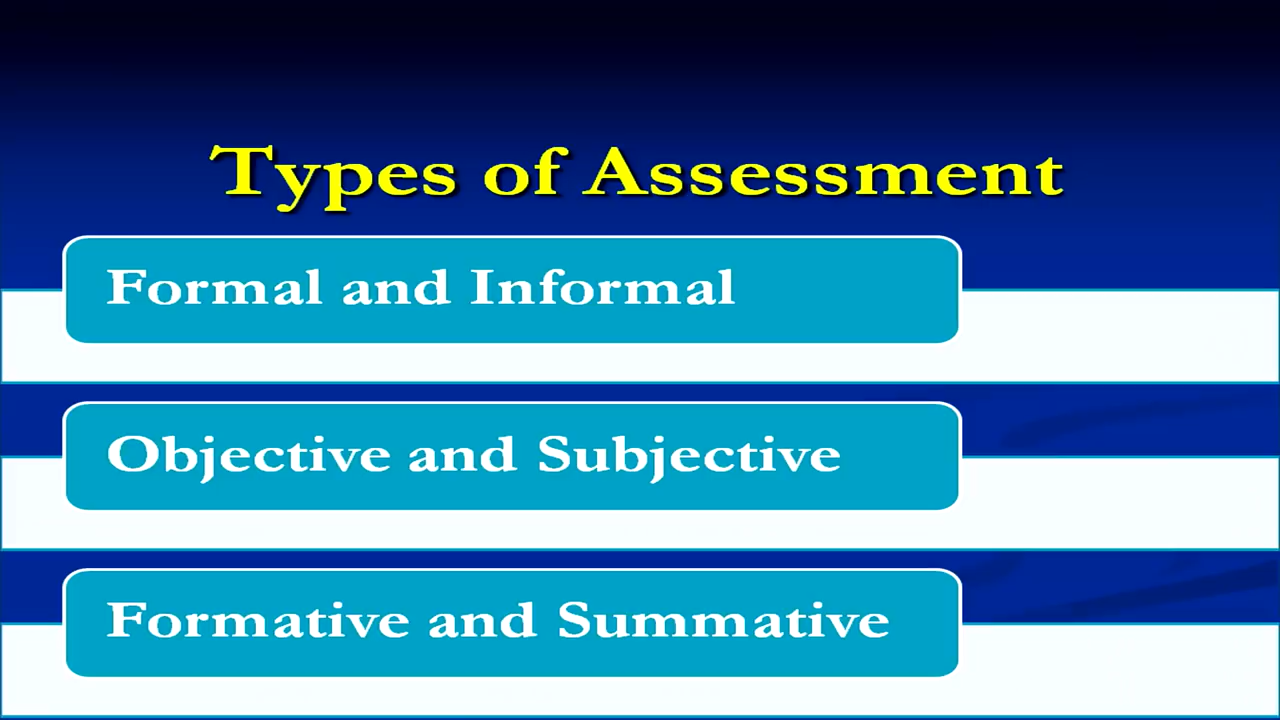 Types of Assessment
Formal and Informal
Objective and Subjective
Formative and Summative